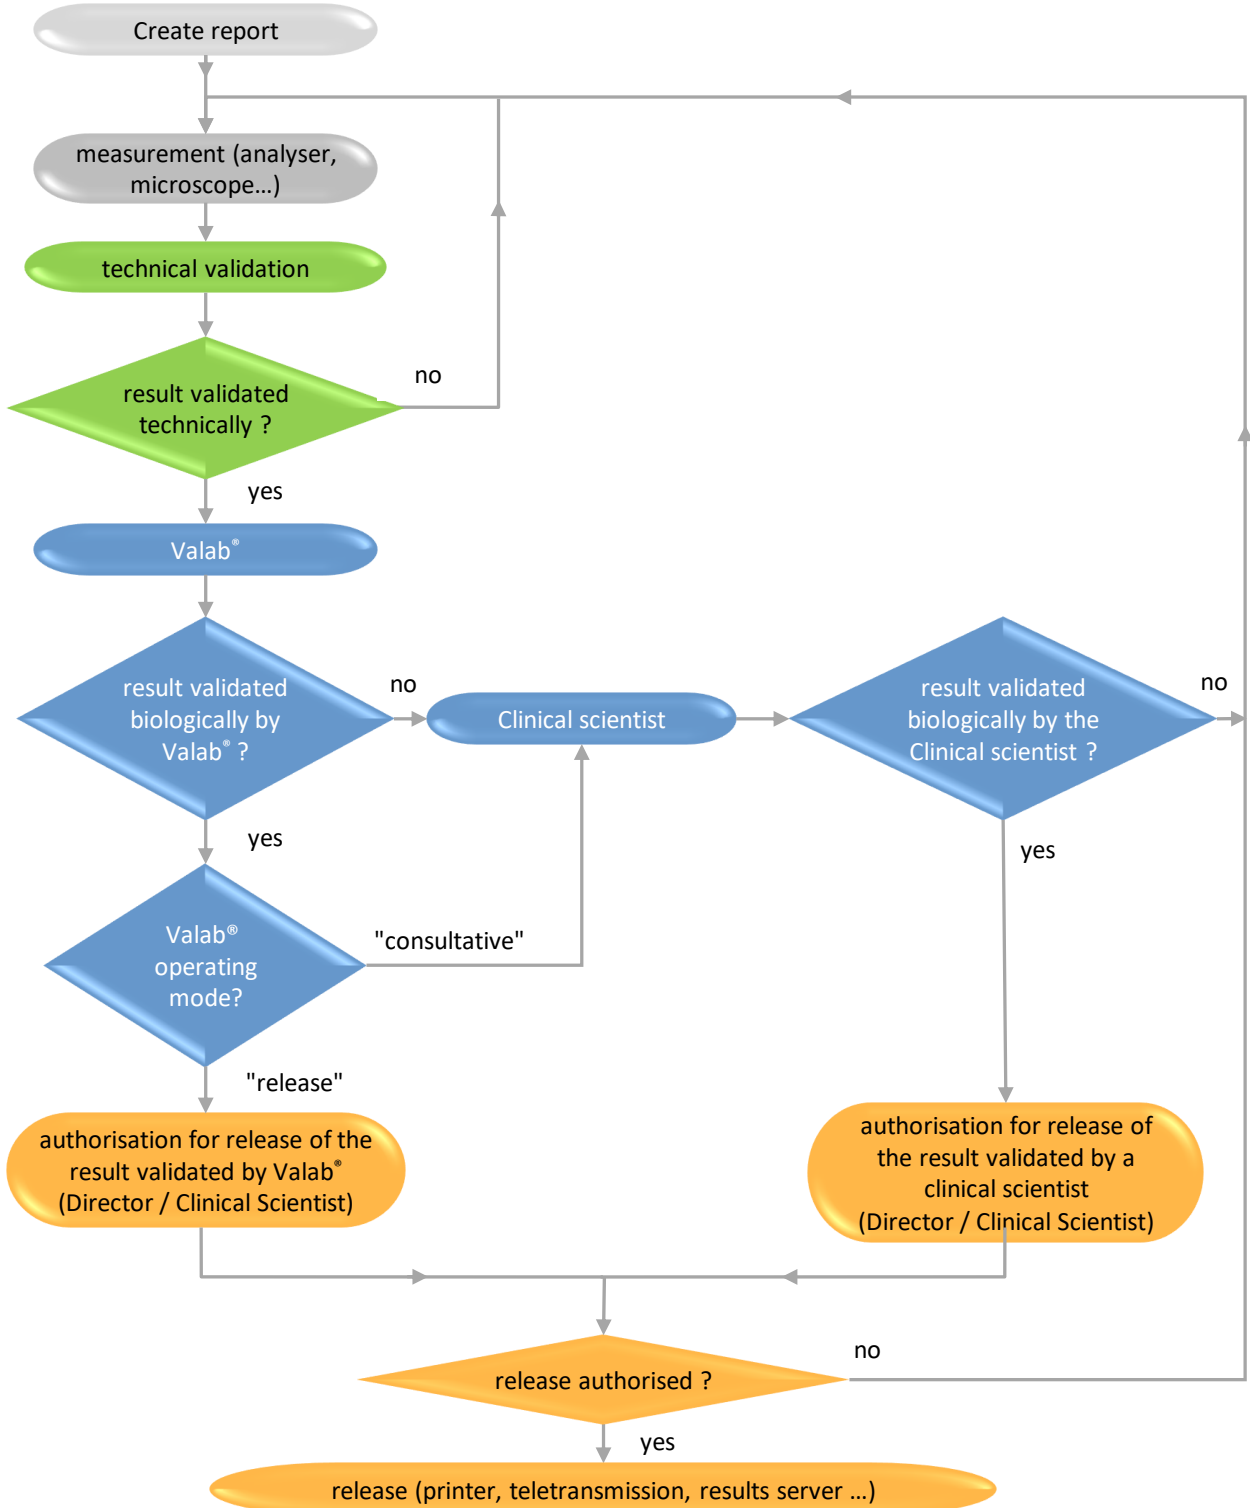 Create report
measurement (analyser,
microscope...)
technical validation
result validated
technically ?
no
yes
Valab®
result validated
biologically by
Valab® ?
no
Clinical scientist
result validated
biologically by the
Clinical scientist ?
no
yes
yes
Valab®
operating
mode?
"consultative"
"release"
authorisation for release of the
result validated by Valab®
(Director / Clinical Scientist)
authorisation for release of
the result validated by a
clinical scientist
(Director / Clinical Scientist)
release authorised ?
no
yes
release (printer, teletransmission, results server ...)